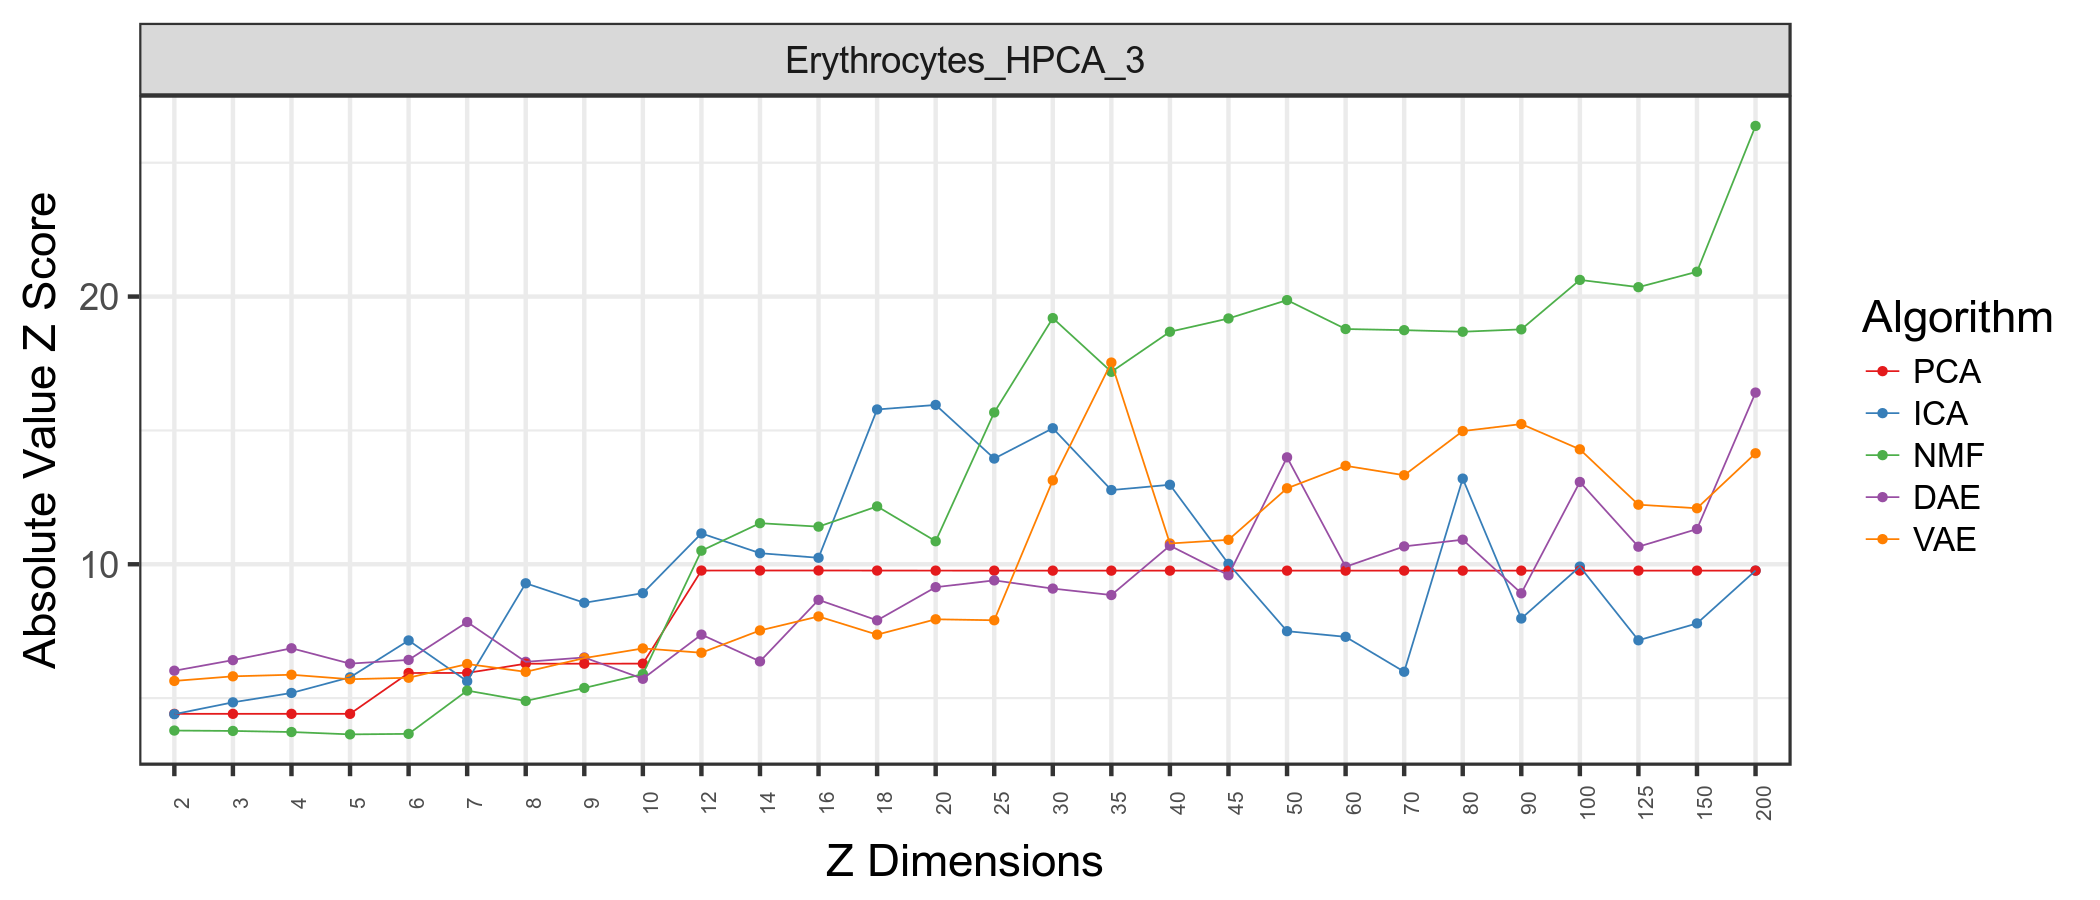 Erythrocytes_HPCA_3
Absolute Value Z Score
20
10
2 3 4 5 6 7 8 9 10 12 14 16 18 20 25 30 35 40 45 50 60 70 80 90 100 125 150 200
Z Dimensions
Algorithm
PCA
ICA
NMF
DAE
VAE